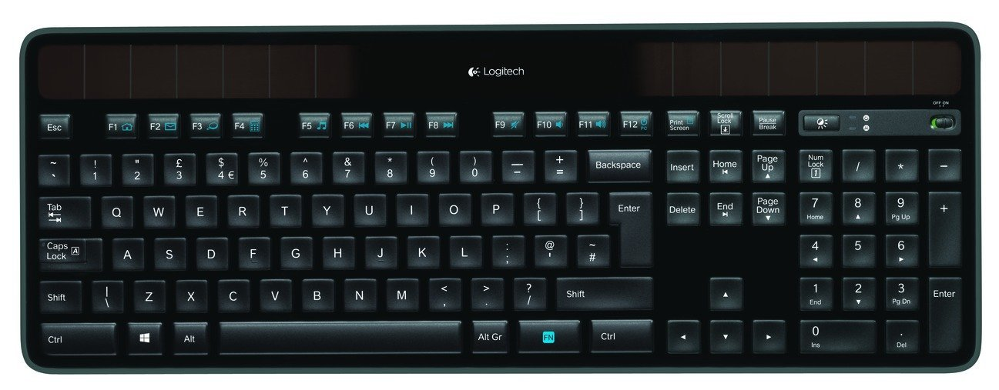 Logitech
OFF ON
Esc F1 F2 F3 F4 F5 F6 F7 F8 F9 F10 F11 F12 PC Print Screen Scroll Lock Pause Break
~ ` ! 1 " 2 £ 3 $ 4 € % 5 ^ 6 & 7 * 8 ( 9 ) 0 — – + = Backspace Insert Home Page Up Num Lock 1 / * –
Tab Q W E R T Y U I O P { [ } ] Enter Delete End Page Down 7 Home 8 9 Pg Up +
Caps Lock A A S D F G H J K L : ; @ ' ~ # 4 5 6
Shift | \ Z X C V B N M < , > . ? / Shift 1 End 2 3 Pg Dn Enter
Ctrl Alt Alt Gr FN Ctrl 0 Ins . Del